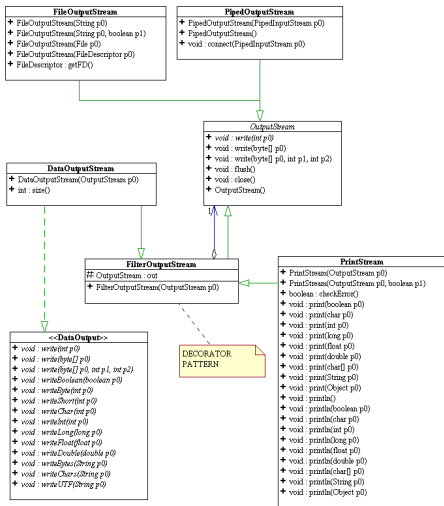 FileOutputStream
+ FileOutputStream(String p0)
+ FileOutputStream(String p0, boolean p1)
+ FileOutputStream(File p0)
+ FileOutputStream(FileDescriptor p0)
+ FileDescriptor : getFD()
PipedOutputStream
+ PipedOutputStream(PipedInputStream p0)
+ PipedOutputStream()
+ void : connect(PipedInputStream p0)
OutputStream
+ void : write(int p0)
+ void : write(byte[] p0)
+ void : write(byte[] p0, int p1, int p2)
+ void : flush()
+ void : close()
+ OutputStream()
DataOutputStream
+ DataOutputStream(OutputStream p0)
+ int : size()
1
FilterOutputStream
# OutputStream : out
+ FilterOutputStream(OutputStream p0)
PrintStream
+ PrintStream(OutputStream p0)
+ PrintStream(OutputStream p0, boolean p1)
+ boolean : checkError()
+ void : print(boolean p0)
+ void : print(char p0)
+ void : print(int p0)
+ void : print(long p0)
+ void : print(float p0)
+ void : print(double p0)
+ void : print(char[] p0)
+ void : print(String p0)
+ void : print(Object p0)
+ void : println()
+ void : println(boolean p0)
+ void : println(char p0)
+ void : println(int p0)
+ void : println(long p0)
+ void : println(float p0)
+ void : println(double p0)
+ void : println(char[] p0)
+ void : println(String p0)
+ void : println(Object p0)
DECORATOR
PATTERN
<<DataOutput>>
+ void : write(int p0)
+ void : write(byte[] p0)
+ void : write(byte[] p0, int p1, int p2)
+ void : writeBoolean(boolean p0)
+ void : writeByte(int p0)
+ void : writeShort(int p0)
+ void : writeChar(int p0)
+ void : writeInt(int p0)
+ void : writeLong(long p0)
+ void : writeFloat(float p0)
+ void : writeDouble(double p0)
+ void : writeBytes(String p0)
+ void : writeChars(String p0)
+ void : writeUTF(String p0)